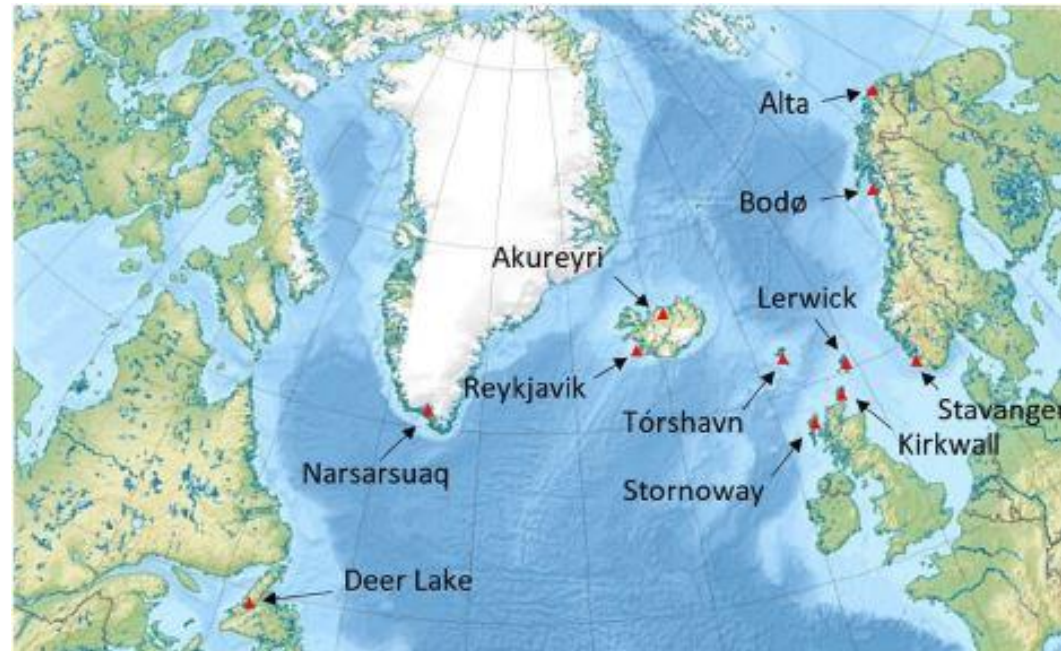 Alta
Bodø
Akureyri
Lerwick
Reykjavik
Tórshavn
Stavanger
Kirkwall
Narsarsuaq
Stornoway
Deer Lake